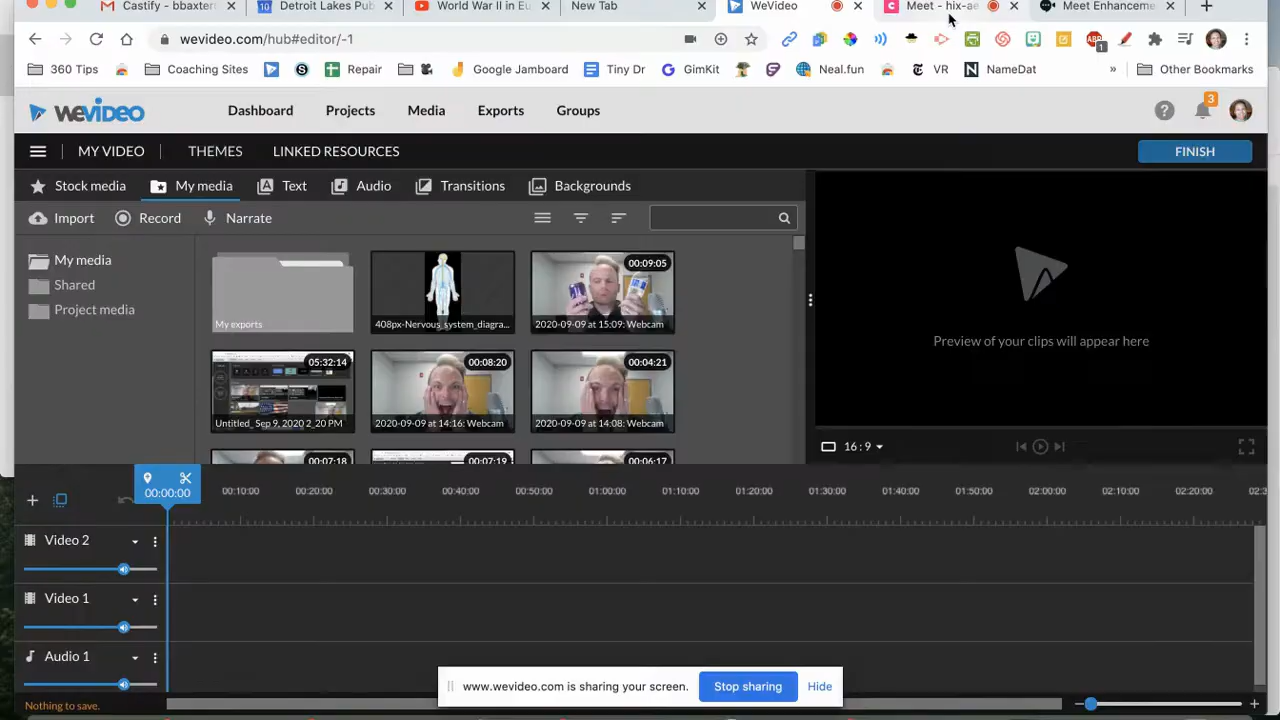 Castify - bbaxter
Detroit Lakes Pub
World War II in Eu
New Tab
WeVideo
Meet - hix-ae
Meet Enhanceme
wevideo.com/hub#editor/-1
360 Tips
Coaching Sites
Repair
Google Jamboard
Tiny Dr
GimKit
Neal.fun
VR
NameDat
»
Other Bookmarks
WEVIDEO
Dashboard
Projects
Media
Exports
Groups
3
MY VIDEO
THEMES
LINKED RESOURCES
FINISH
Stock media
My media
Text
Audio
Transitions
Backgrounds
Import
Record
Narrate
My media
Shared
Project media
My exports
408px-Nervous_system_diagra...
00:09:05
2020-09-09 at 15:09: Webcam
05:32:14
Untitled_ Sep 9, 2020 2_20 PM
00:08:20
2020-09-09 at 14:16: Webcam
00:04:21
2020-09-09 at 14:08: Webcam
00:07:18
00:07:19
00:06:17
Preview of your clips will appear here
16:9
00:00:00
00:10:00
00:20:00
00:30:00
00:40:00
00:50:00
01:00:00
01:10:00
01:20:00
01:30:00
01:40:00
01:50:00
02:00:00
02:10:00
02:20:00
02:3
Video 2
Video 1
Audio 1
www.wevideo.com is sharing your screen.
Stop sharing
Hide
Nothing to save.